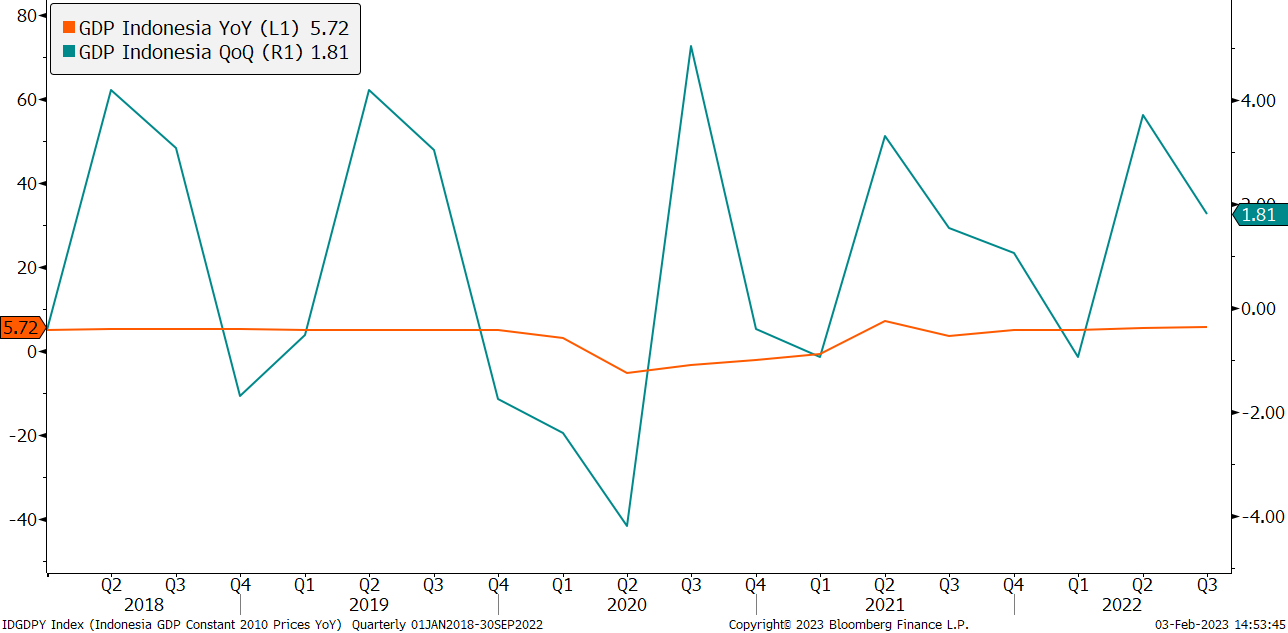 GDP Indonesia YoY (L1) 5.72
GDP Indonesia QoQ (R1) 1.81
80
60
40
20
0
-20
-40
5.72
4.00
2.00
1.81
0.00
-2.00
-4.00
Q2 Q3 Q4 Q1 Q2 Q3 Q4 Q1 Q2 Q3 Q4 Q1 Q2 Q3 Q4 Q1 Q2 Q3
2018 2019 2020 2021 2022
IDGDPY Index (Indonesia GDP Constant 2010 Prices YoY) Quarterly 01JAN2018-30SEP2022 Copyright© 2023 Bloomberg Finance L.P. 03-Feb-2023 14:53:45